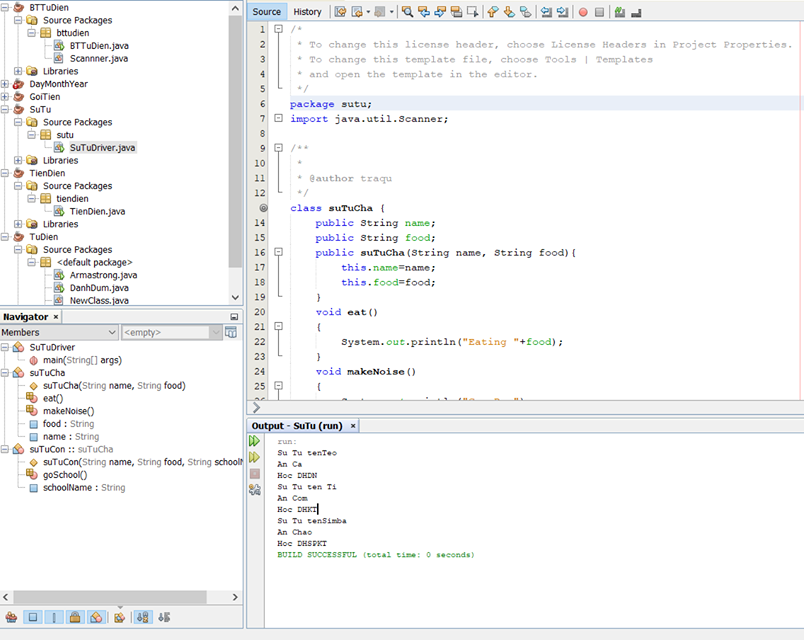 BTTuDien
Source Packages
bttudien
BTTuDien.java
Scannner.java
Libraries
DayMonthYear
GoiTien
SuTu
Source Packages
sutu
SuTuDriver.java
Libraries
TienDien
Source Packages
tiendien
TienDien.java
Libraries
TuDien
Source Packages
<default package>
Armastrong.java
DanhDum.java
NewClass.java
Navigator ×
Members <empty>
SuTuDriver
main(String[] args)
suTuCha
suTuCha(String name, String food)
eat()
makeNoise()
food : String
name : String
suTuCon :: suTuCha
suTuCon(String name, String food, String schoolN
goSchool()
schoolName : String
Source History
1 /*
2 * To change this license header, choose License Headers in Project Properties.
3 * To change this template file, choose Tools | Templates
4 * and open the template in the editor.
5 */
6 package sutu;
7 import java.util.Scanner;
8
9 /**
10 *
11 * @author traqu
12 */
class suTuCha {
14 public String name;
15 public String food;
16 public suTuCha(String name, String food){
17 this.name=name;
18 this.food=food;
19 }
20 void eat()
21 {
22 System.out.println("Eating "+food);
23 }
24 void makeNoise()
25 {
Output - SuTu (run) ×
run:
Su Tu tenTeo
An Ca
Hoc DHDN
Su Tu ten Ti
An Com
Hoc DHKT
Su Tu tenSimba
An Chao
Hoc DHSPKT
BUILD SUCCESSFUL (total time: 0 seconds)